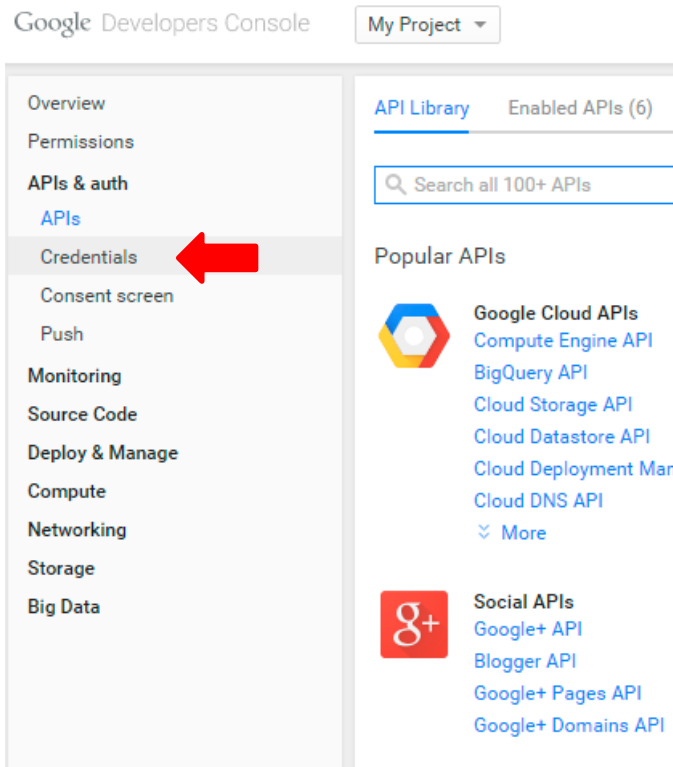 Google Developers Console
My Project
Overview
Permissions
APIs & auth
APIs
Credentials
Consent screen
Push
Monitoring
Source Code
Deploy & Manage
Compute
Networking
Storage
Big Data
API Library
Enabled APIs (6)
Search all 100+ APIs
Popular APIs
Google Cloud APIs
Compute Engine API
BigQuery API
Cloud Storage API
Cloud Datastore API
Cloud Deployment Man
Cloud DNS API
More
g+
Social APIs
Google+ API
Blogger API
Google+ Pages API
Google+ Domains API